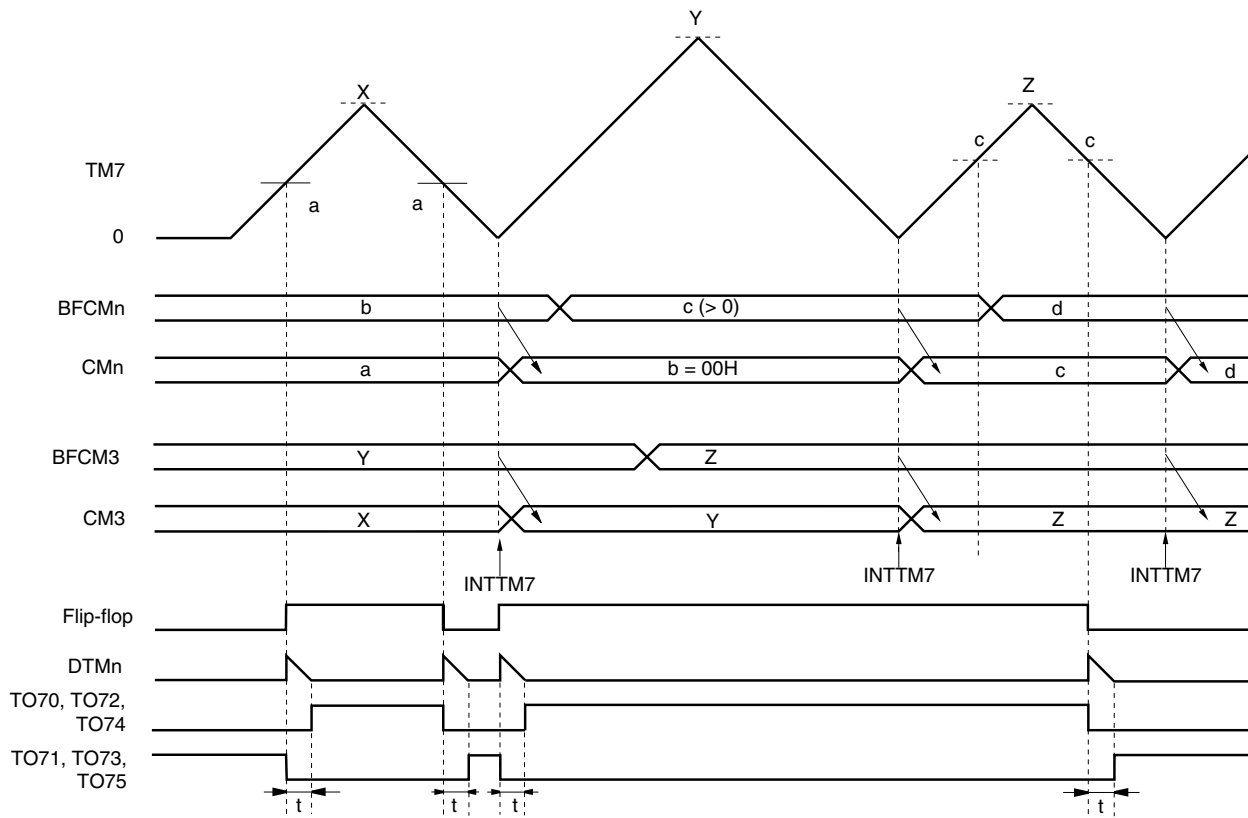 Y
X
Z
c c
TM7
a a
0
BFCMn b c (> 0) d
CMn a b = 00H c d
BFCM3 Y Z
CM3 X Y Z Z
INTTM7 INTTM7 INTTM7
Flip-flop
DTMn
TO70, TO72,
TO74
TO71, TO73,
TO75
t t t t